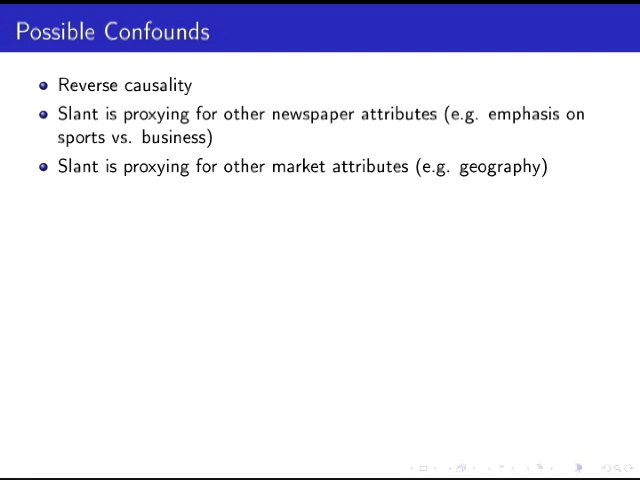 Possible Confounds
Reverse causality
Slant is proxying for other newspaper attributes (e.g. emphasis on
sports vs. business)
Slant is proxying for other market attributes (e.g. geography)